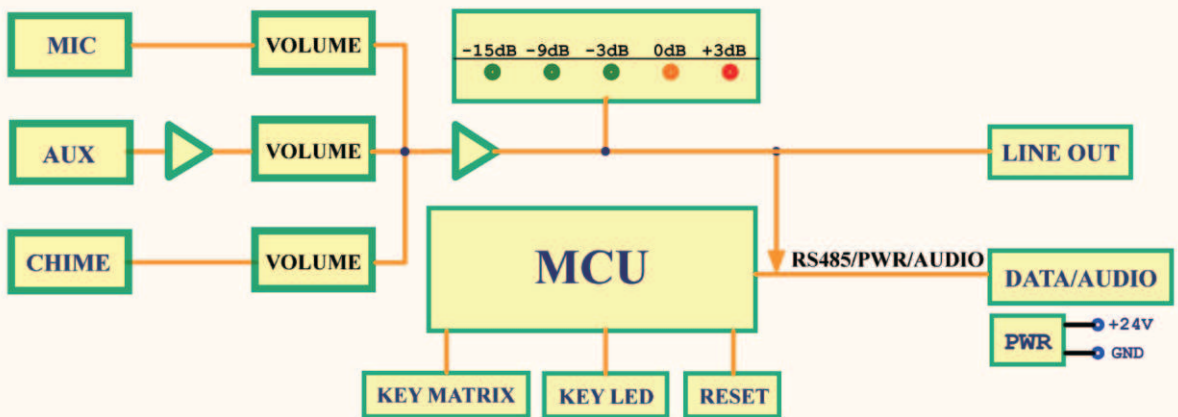 MIC
VOLUME
-15dB -9dB -3dB 0dB +3dB
AUX
VOLUME
LINE OUT
CHIME
VOLUME
MCU
RS485/PWR/AUDIO
DATA/AUDIO
PWR
+24V
GND
KEY MATRIX
KEY LED
RESET